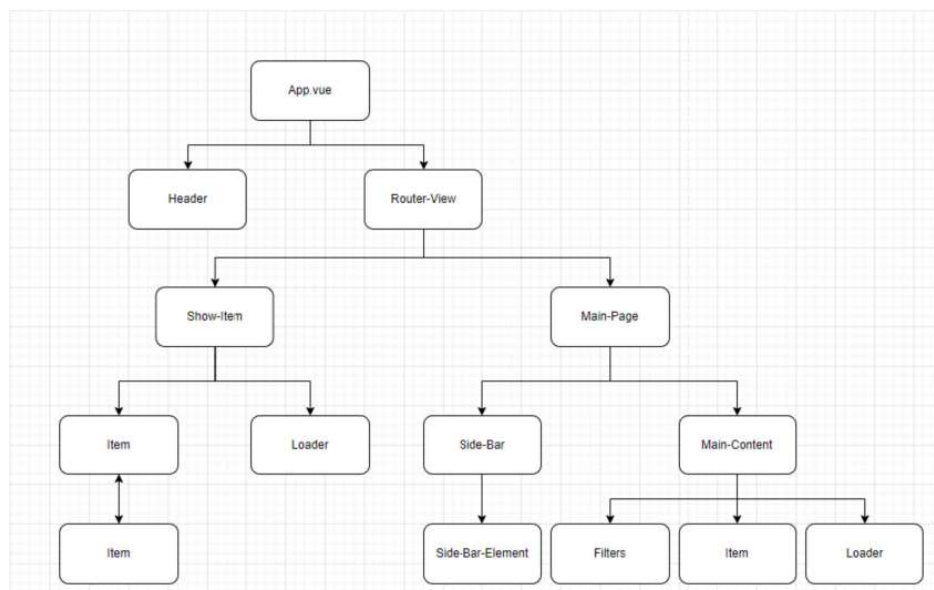 App.vue
Header
Router-View
Show-Item
Main-Page
Item
Loader
Side-Bar
Main-Content
Item
Side-Bar-Element
Filters
Item
Loader